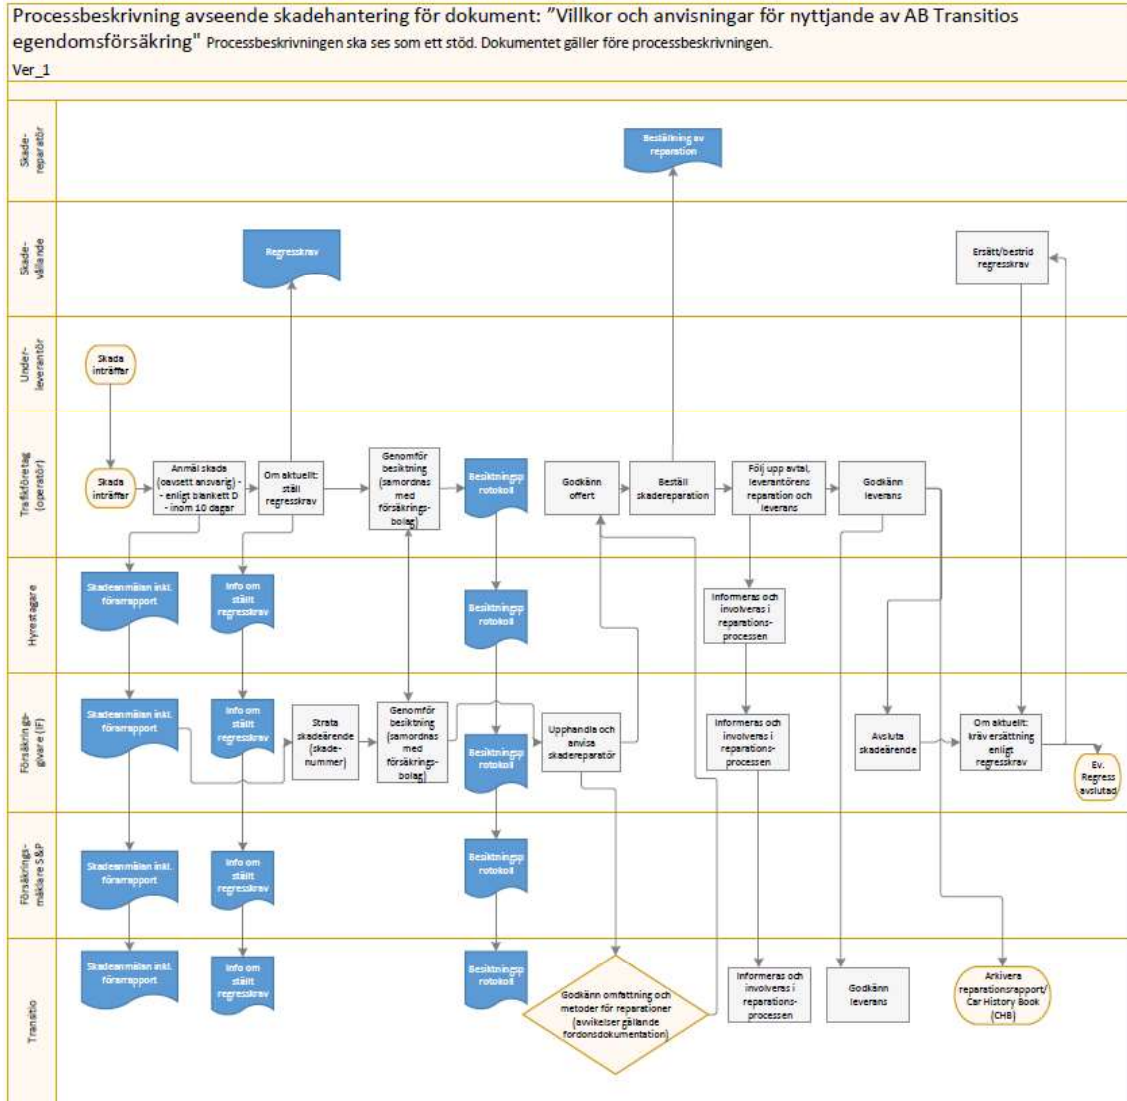 Processbeskrivning avseende skadehantering för dokument: ”Villkor och anvisningar för nyttjande av AB Transitios
egendomsförsäkring" Processbeskrivningen ska ses som ett stöd. Dokumentet gäller före processbeskrivningen.
Ver_1
Skade-
reparatör
Beställning av
reparation
Skade-
vållande
Regresskrav
Ersätt/bestrid
regresskrav
Under-
leverantör
Skada
inträffar
Trafikföretag
(operatör)
Skada
inträffar
Anmäl skada
(oavsett ansvarig) -
- enligt blankett D
- inom 10 dagar
Om aktuellt:
ställ
regresskrav
Genomför
besiktning
(samordnas
med
försäkrings-
bolag)
Besiktningsp
rotokoll
Godkänn
offert
Beställ
skadereparation
Följ upp avtal,
leverantörens
reparation och
leverans
Godkänn
leverans
Hyrestagare
Skadeanmälan inkl.
förarrapport
Info om
ställt
regresskrav
Besiktningsp
rotokoll
Informeras och
involveras i
reparations-
processen
Försäkrings-
givare (IF)
Skadeanmälan inkl.
förarrapport
Info om
ställt
regresskrav
Strata
skadeärende
(skade-
nummer)
Genomför
besiktning
(samordnas
med
försäkrings-
bolag)
Besiktningsp
rotokoll
Upphandla och
anvisa
skadereparatör
Informeras och
involveras i
reparations-
processen
Avsluta
skadeärende
Om aktuellt:
kräv ersättning
enligt
regresskrav
Ev.
Regress
avslutad
Försäkrings-
mäklare S&P
Skadeanmälan inkl.
förarrapport
Info om
ställt
regresskrav
Besiktningsp
rotokoll
Transitio
Skadeanmälan inkl.
förarrapport
Info om
ställt
regresskrav
Besiktningsp
rotokoll
Godkänn omfattning och
metoder för reparationer
(avvikelser gällande
fordonsdokumentation)
Informeras och
involveras i
reparations-
processen
Godkänn
leverans
Arkivera
reparationsrapport/
Car History Book
(CHB)